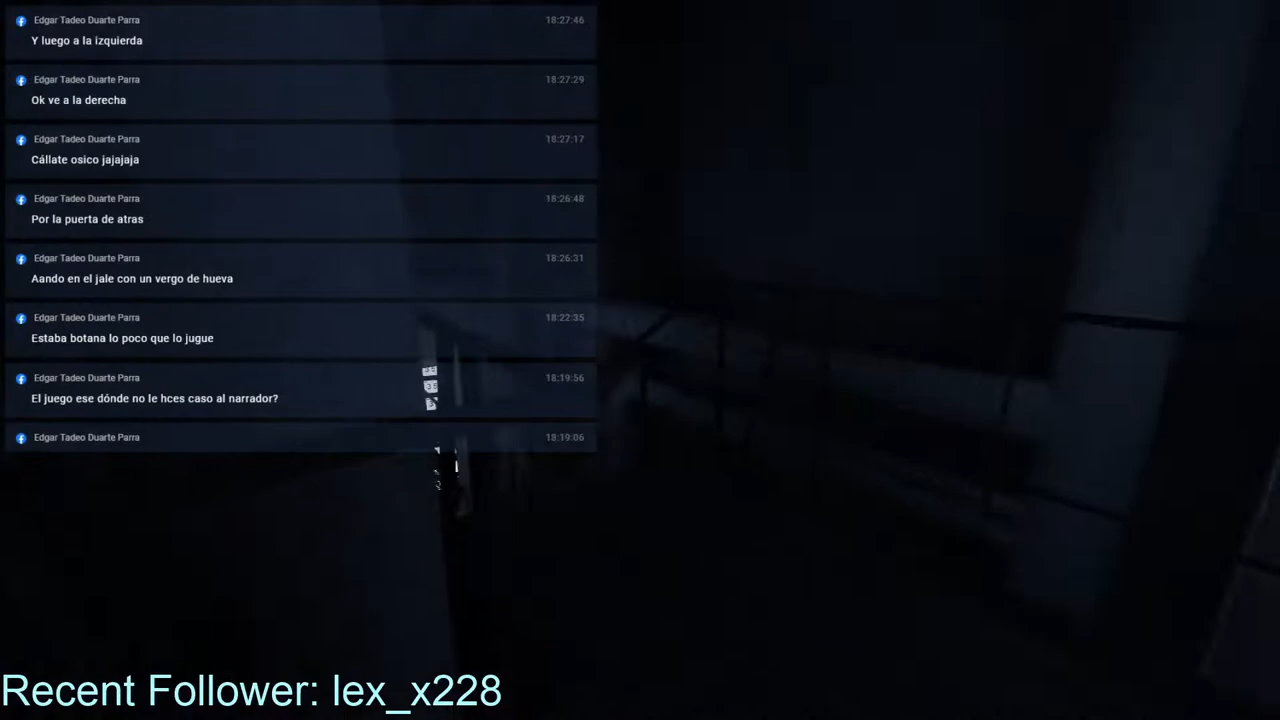 Edgar Tadeo Duarte Parra 18:27:46
Y luego a la izquierda
Edgar Tadeo Duarte Parra 18:27:29
Ok ve a la derecha
Edgar Tadeo Duarte Parra 18:27:17
Cállate osico jajajaja
Edgar Tadeo Duarte Parra 18:26:48
Por la puerta de atras
Edgar Tadeo Duarte Parra 18:26:31
Aando en el jale con un vergo de hueva
Edgar Tadeo Duarte Parra 18:22:35
Estaba botana lo poco que lo jugue
Edgar Tadeo Duarte Parra 18:19:56
El juego ese dónde no le hces caso al narrador?
Edgar Tadeo Duarte Parra 18:19:06
Recent Follower: lex_x228